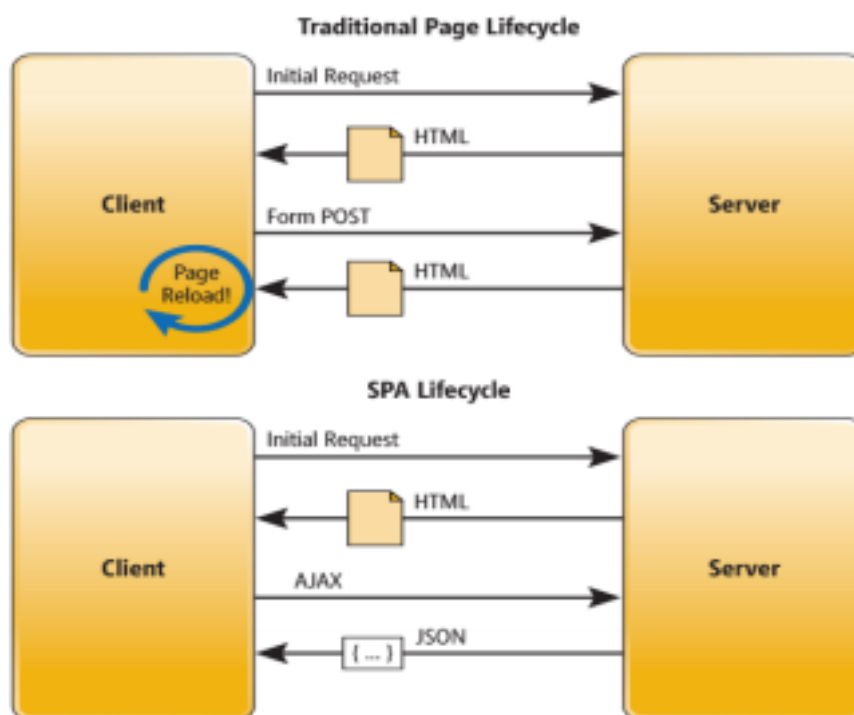 Traditional Page Lifecycle
Initial Request
HTML
Client
Server
Form POST
Page
Reload!
HTML
SPA Lifecycle
Initial Request
HTML
Client
Server
AJAX
JSON
{ ... }